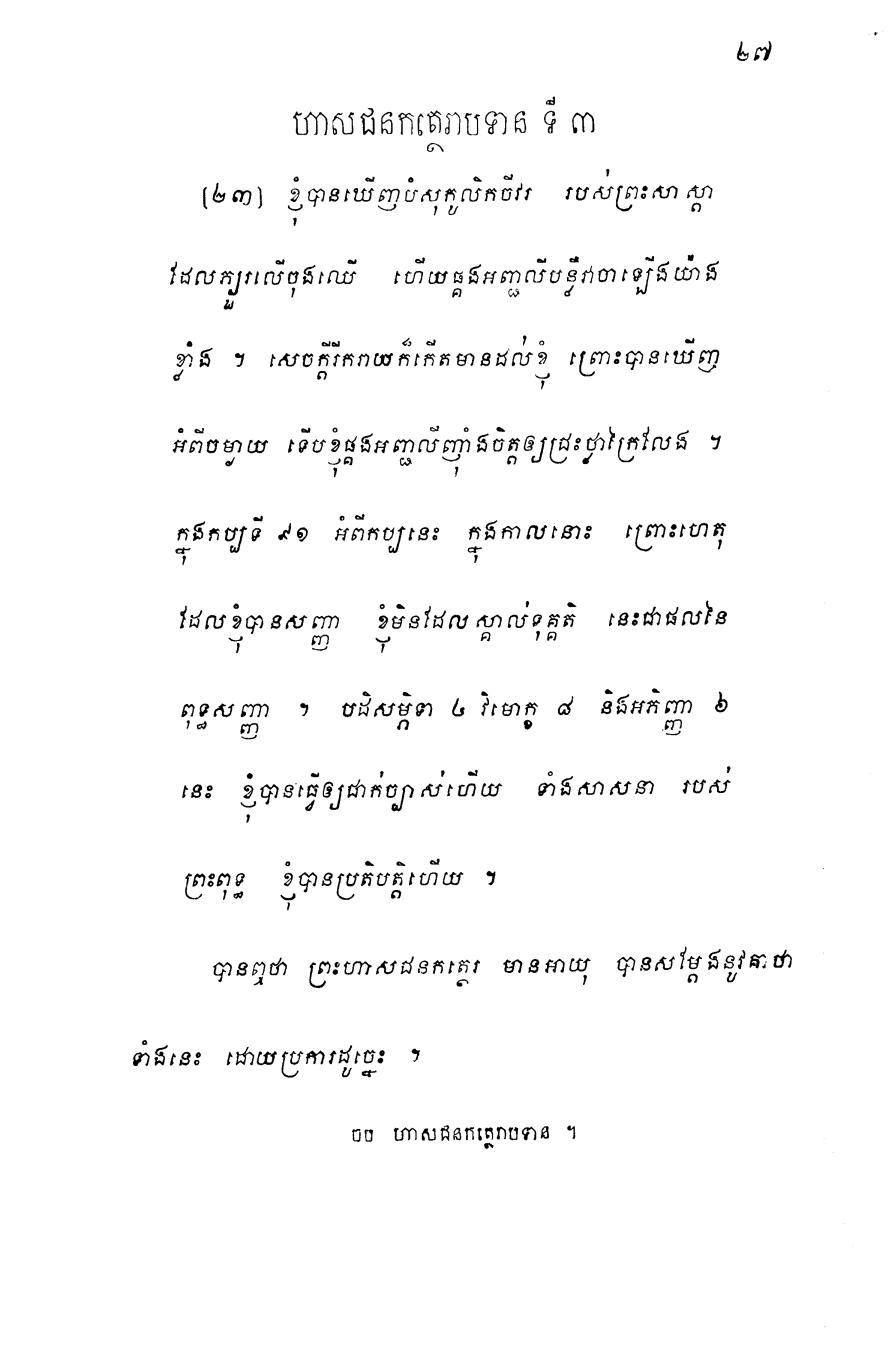 ២៧
ហាសជនកត្ថេរាបទាន ទី ៣
(២៣) ខ្ញុំបានឃើញបំសុកូលិកចីវរ របស់ព្រះសាស្តា
ដែលក្បួរលើចុងឈើ ហើយផ្គងអញ្ជលីបន្លឺវាចាឡើងយ៉ាង
ខ្លាំង ។ សេចក្តីរីករាយក៏កើតមានដល់ខ្ញុំ ព្រោះបានឃើញ
អំពីចម្ងាយ ទើបខ្ញុំផ្គងអញ្ជលីញ៉ាំងចិត្តឲ្យជ្រះថ្លាក្រៃលែង ។
ក្នុងកប្បទី ៩១ អំពីកប្បនេះ ក្នុងកាលនោះ ព្រោះហេតុ
ដែលខ្ញុំបានសញ្ញា ខ្ញុំមិនដែលស្គាល់ទុគ្គតិ នេះជាផលនៃ
ពុទ្ធសញ្ញា ។ បដិសម្ភិទា ៤ វិមោក្ខ ៨ និងអភិញ្ញា ៦
នេះ ខ្ញុំបានធ្វើឲ្យជាក់ច្បាស់ហើយ ទាំងសាសនា របស់
ព្រះពុទ្ធ ខ្ញុំបានប្រតិបត្តិហើយ ។
បានឮថា ព្រះហាសជនកត្ថេរ មានអាយុ បានសម្តែងនូវគាថា
ទាំងនេះ ដោយប្រការដូច្នេះ ។
ចប់ ហាសជនកត្ថេរាបទាន ។